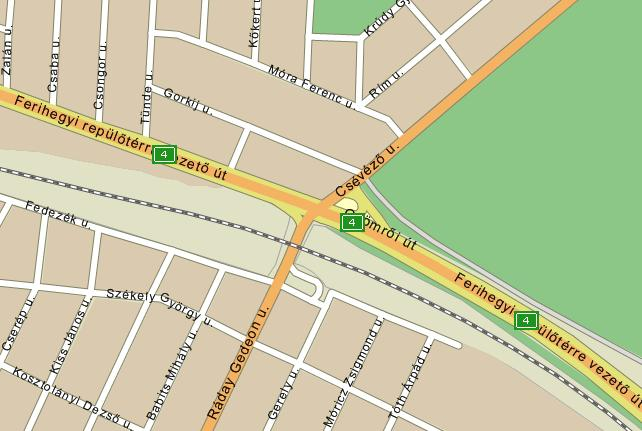 Zalán u.
Csaba u.
Csongor u.
Tünde u.
Kőkert u.
Krúdy Gy
Móra Ferenc u.
Rím u.
Gorkij u.
Ferihegyi repülőtérre vezető út
4
Csévéző u.
4
Gyömrői út
Ferihegyi repülőtérre vezető út
4
Fedezék u.
Székely György u.
Cserép u.
Kiss János u.
Babits Mihály u.
Ráday Gedeon u.
Gerely u.
Móricz Zsigmond u.
Tóth Árpád u.
Kosztolányi Dezső u.